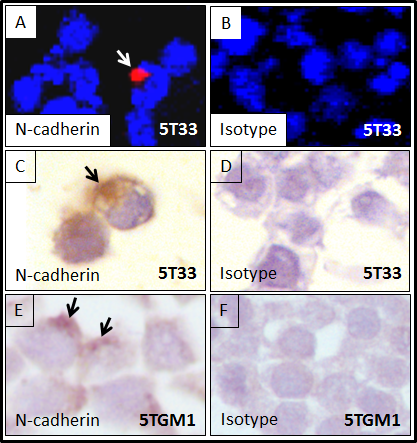 A
B
N-cadherin 5T33
Isotype 5T33
C
D
N-cadherin 5T33
Isotype 5T33
E
F
N-cadherin 5TGM1
Isotype 5TGM1